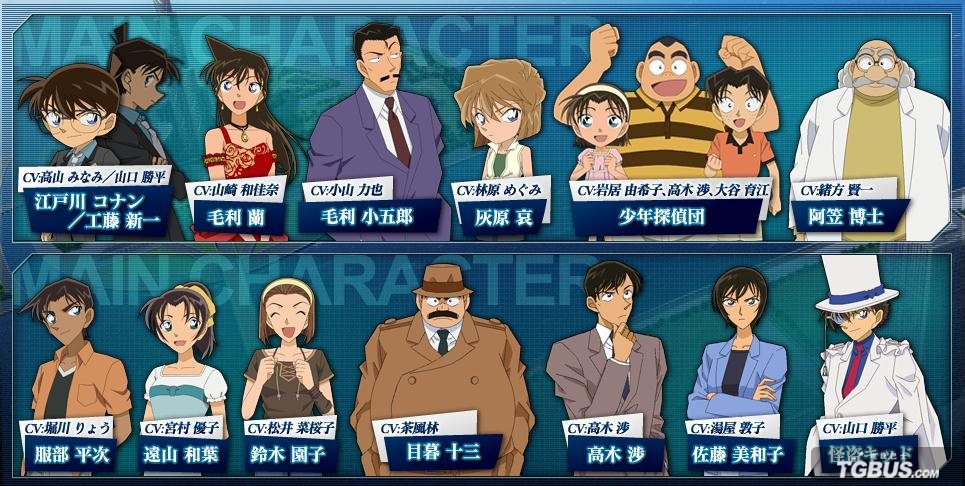 MAIN CHARACTER
CV:高山 みなみ/山口 勝平
江戸川 コナン
/工藤 新一
CV:山崎 和佳奈
毛利 蘭
CV:小山 力也
毛利 小五郎
CV:林原 めぐみ
灰原 哀
CV:岩居 由希子、高木 渉、大谷 育江
少年探偵団
CV:緒方 賢一
阿笠 博士
MAIN CHARACTER
CV:堀川 りょう
服部 平次
CV:宮村 優子
遠山 和葉
CV:松井 菜桜子
鈴木 園子
CV:茶風林
目暮 十三
CV:高木 渉
高木 渉
CV:湯屋 敦子
佐藤 美和子
CV:山口 勝平
怪盗キッド
TGBUS.COM